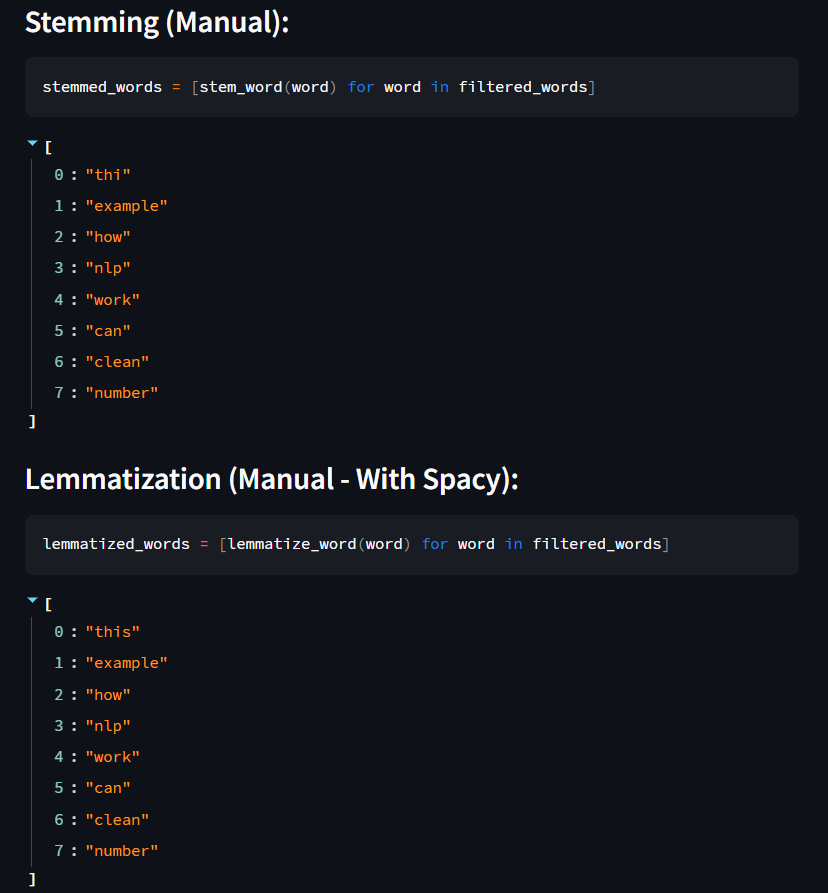 Stemming (Manual):
stemmed_words = [stem_word(word) for word in filtered_words]
[
0 : "thi"
1 : "example"
2 : "how"
3 : "nlp"
4 : "work"
5 : "can"
6 : "clean"
7 : "number"
]
Lemmatization (Manual - With Spacy):
lemmatized_words = [lemmatize_word(word) for word in filtered_words]
[
0 : "this"
1 : "example"
2 : "how"
3 : "nlp"
4 : "work"
5 : "can"
6 : "clean"
7 : "number"
]